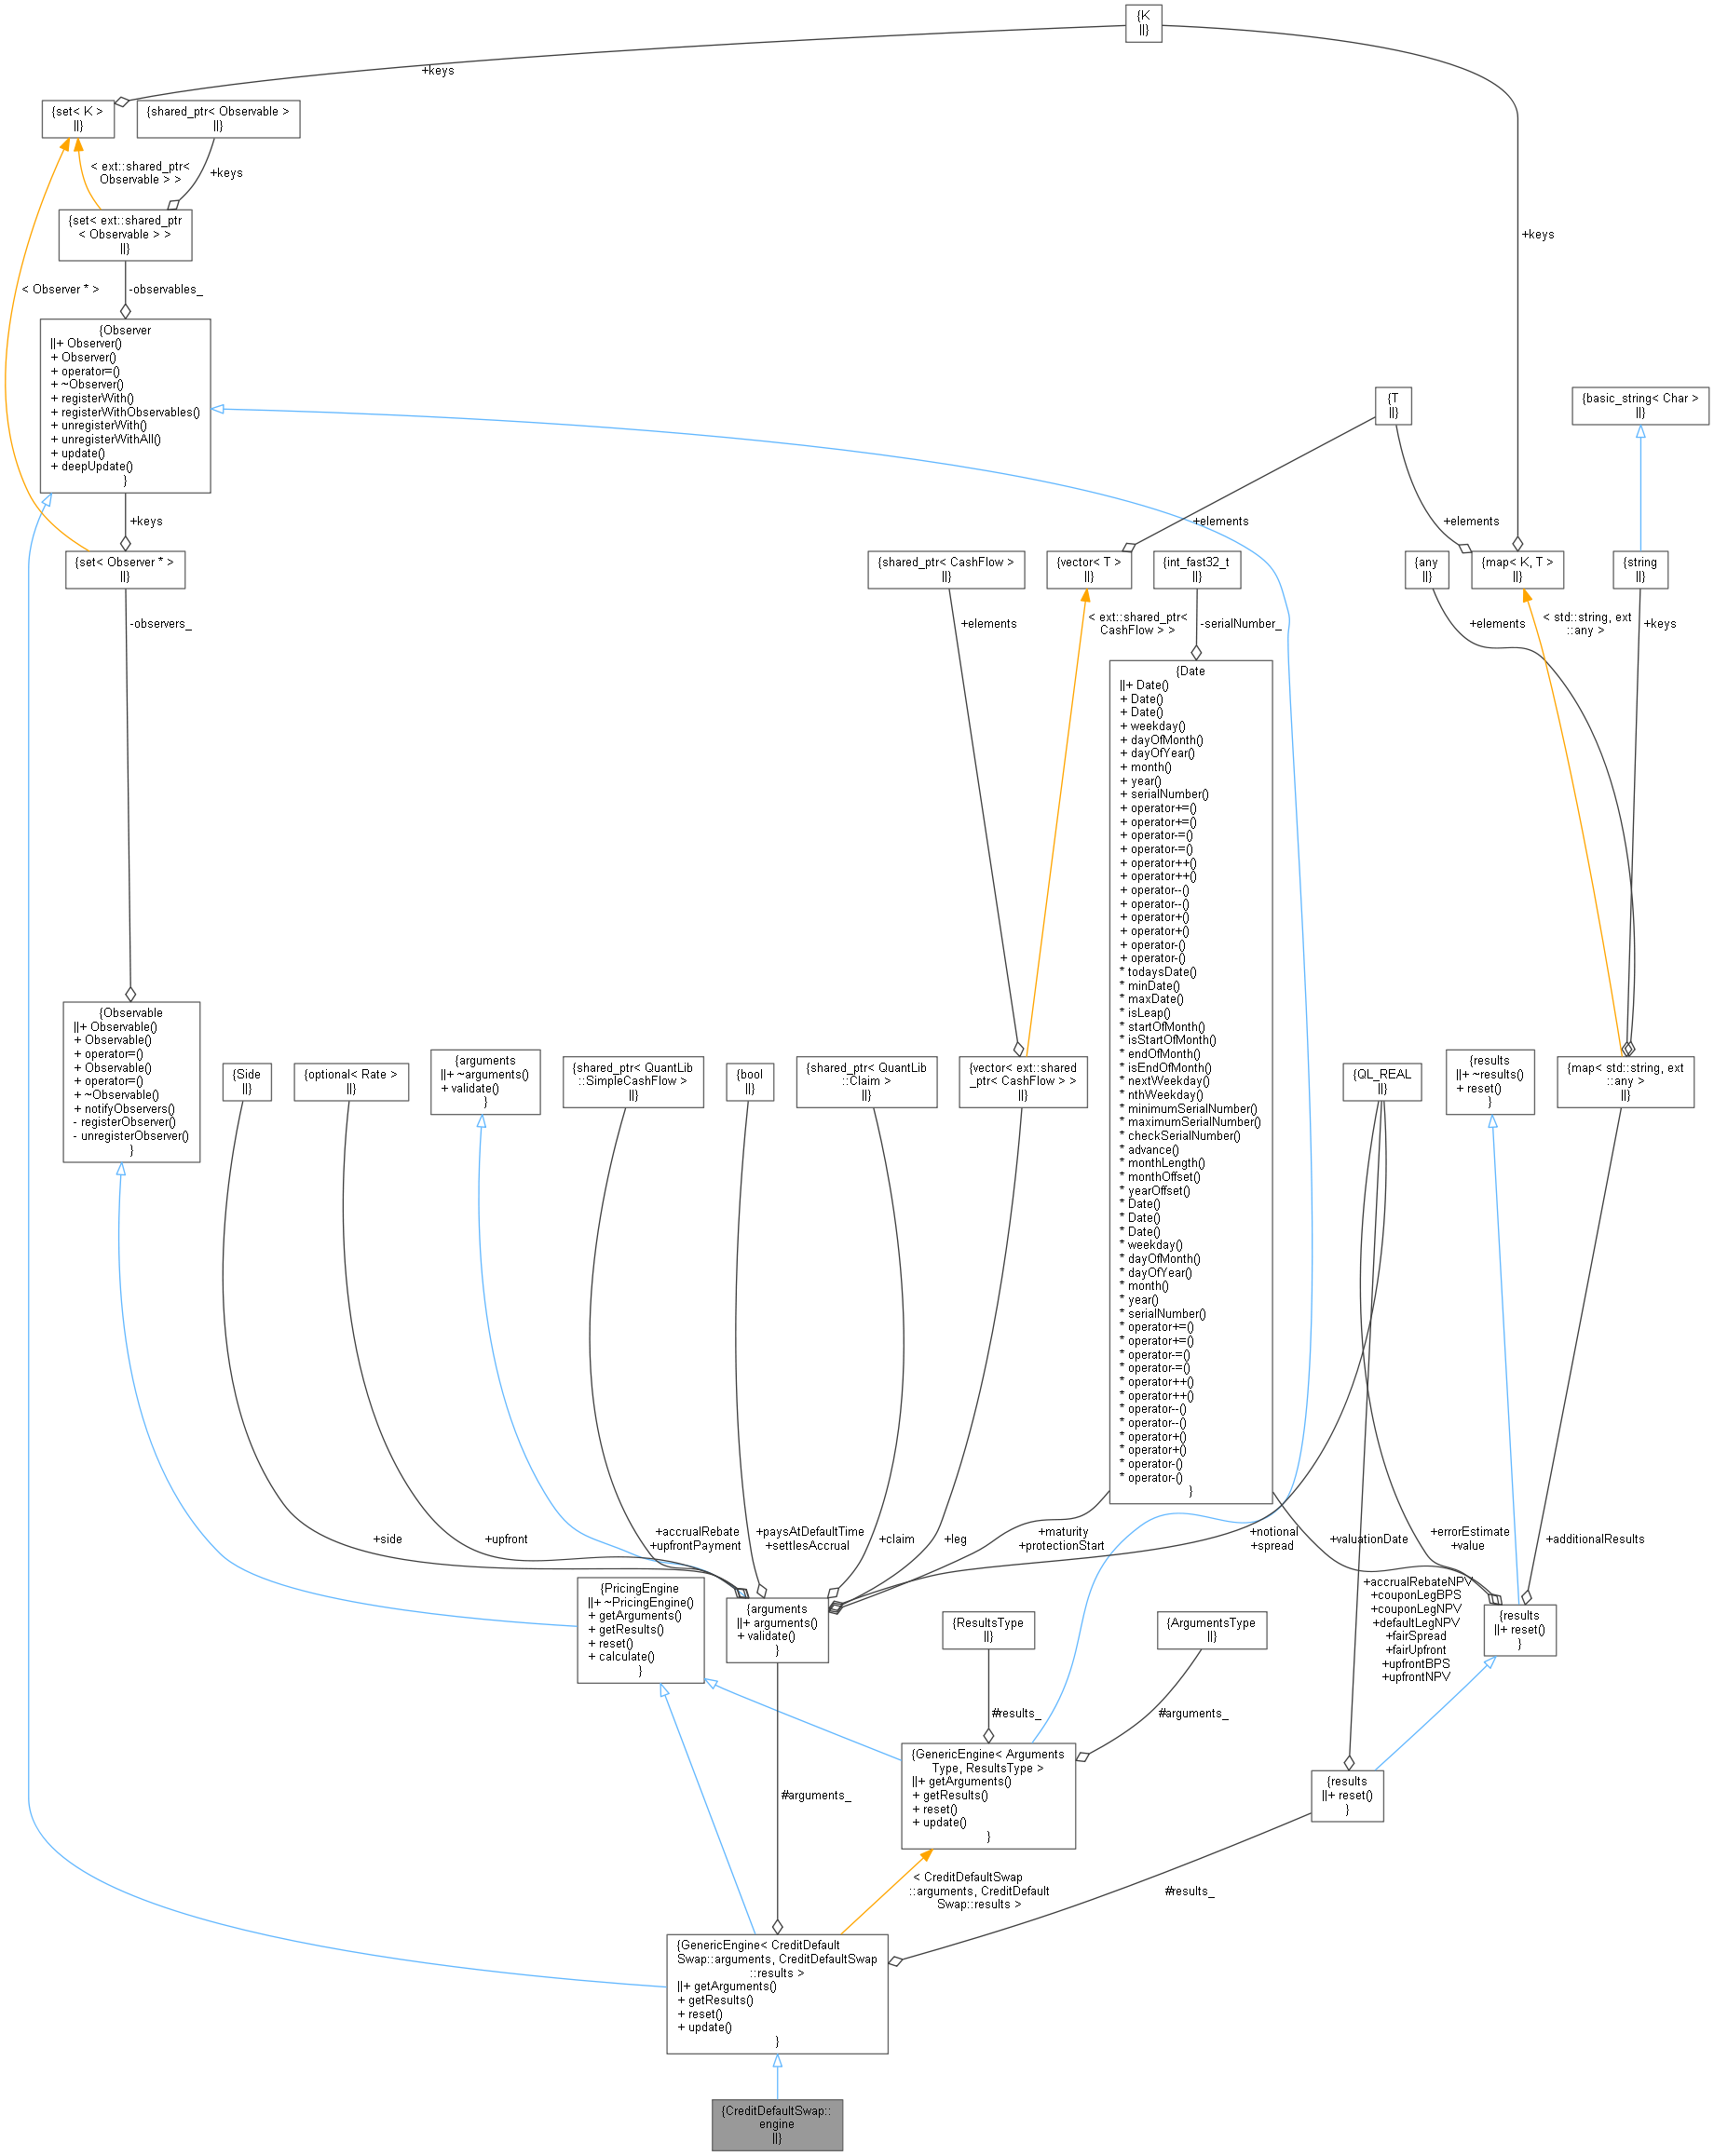 {K
||}
+keys
{set< K >
||}
{shared_ptr< Observable >
||}
< ext::shared_ptr<
Observable > >
+keys
{set< ext::shared_ptr
< Observable > >
||}
+keys
< Observer * >
-observables_
{Observer
||+ Observer()
+ Observer()
+ operator=()
+ ~Observer()
+ registerWith()
+ registerWithObservables()
+ unregisterWith()
+ unregisterWithAll()
+ update()
+ deepUpdate()
}
{T
||}
{basic_string< Char >
||}
+keys
+elements
+elements
{set< Observer * >
||}
{shared_ptr< CashFlow >
||}
{vector< T >
||}
{int_fast32_t
||}
{any
||}
{map< K, T >
||}
{string
||}
-observers_
+elements
< ext::shared_ptr<
CashFlow > >
-serialNumber_
+elements
< std::string, ext
::any >
+keys
{Date
||+ Date()
+ Date()
+ Date()
+ weekday()
+ dayOfMonth()
+ dayOfYear()
+ month()
+ year()
+ serialNumber()
+ operator+=()
+ operator+=()
+ operator-=()
+ operator-=()
+ operator++()
+ operator++()
+ operator--()
+ operator--()
+ operator+()
+ operator+()
+ operator-()
+ operator-()
* todaysDate()
* minDate()
* maxDate()
* isLeap()
* startOfMonth()
* isStartOfMonth()
* endOfMonth()
* isEndOfMonth()
* nextWeekday()
* nthWeekday()
* minimumSerialNumber()
* maximumSerialNumber()
* checkSerialNumber()
* advance()
* monthLength()
* monthOffset()
* yearOffset()
* Date()
* Date()
* Date()
* weekday()
* dayOfMonth()
* dayOfYear()
* month()
* year()
* serialNumber()
* operator+=()
* operator+=()
* operator-=()
* operator-=()
* operator++()
* operator++()
* operator--()
* operator--()
* operator+()
* operator+()
* operator-()
* operator-()
}
{Observable
||+ Observable()
+ Observable()
+ operator=()
+ Observable()
+ operator=()
+ ~Observable()
+ notifyObservers()
- registerObserver()
- unregisterObserver()
}
{Side
||}
{optional< Rate >
||}
{arguments
||+ ~arguments()
+ validate()
}
{shared_ptr< QuantLib
::SimpleCashFlow >
||}
{bool
||}
{shared_ptr< QuantLib
::Claim >
||}
{vector< ext::shared
_ptr< CashFlow > >
||}
{QL_REAL
||}
{results
||+ ~results()
+ reset()
}
{map< std::string, ext
::any >
||}
+side
+upfront
+accrualRebate
+upfrontPayment
+paysAtDefaultTime
+settlesAccrual
+claim
+leg
+maturity
+protectionStart
+notional
+spread
+valuationDate
+errorEstimate
+value
+additionalResults
{PricingEngine
||+ ~PricingEngine()
+ getArguments()
+ getResults()
+ reset()
+ calculate()
}
{arguments
||+ arguments()
+ validate()
}
{ResultsType
||}
{ArgumentsType
||}
+accrualRebateNPV
+couponLegBPS
+couponLegNPV
+defaultLegNPV
+fairSpread
+fairUpfront
+upfrontBPS
+upfrontNPV
{results
||+ reset()
}
#results_
#arguments_
{GenericEngine< Arguments
Type, ResultsType >
||+ getArguments()
+ getResults()
+ reset()
+ update()
}
#arguments_
{results
||+ reset()
}
< CreditDefaultSwap
::arguments, CreditDefault
Swap::results >
#results_
{GenericEngine< CreditDefault
Swap::arguments, CreditDefaultSwap
::results >
||+ getArguments()
+ getResults()
+ reset()
+ update()
}
{CreditDefaultSwap::
engine
||}